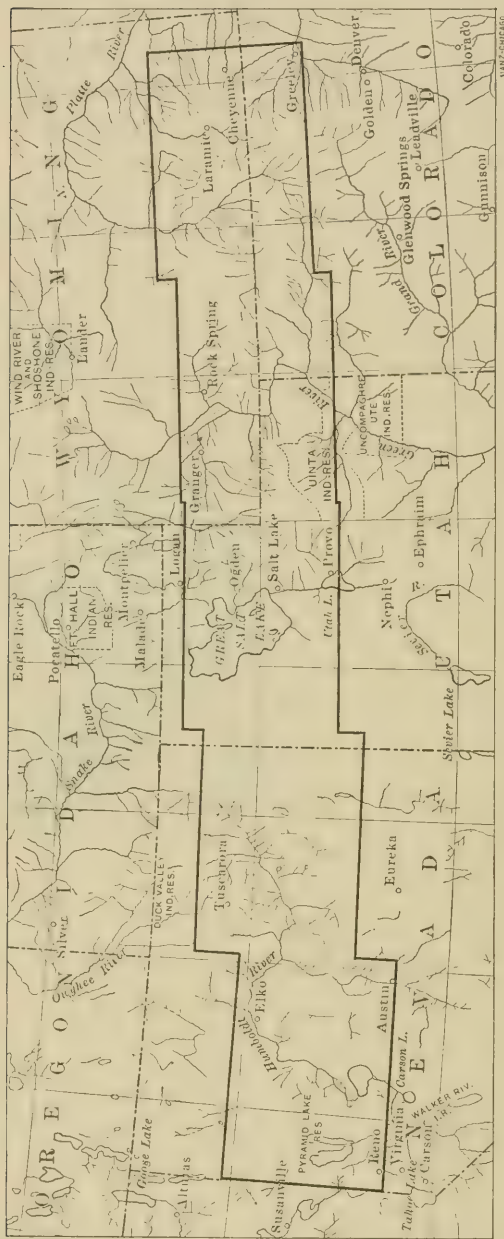 OREGON
IDAHO
WYOMING
NEVADA
UTAH
COLORADO
Goose Lake
Alturas
Susanville
PYRAMID LAKE
RES
Reno
Virginia
Carson
Tahoe Lake
Carson L.
WALKER RIV.
I.R.
Humboldt River
Elko
Austin
Eureka
Tuscarora
DUCK VALLEY
IND. RES.
Owyhee River
Silver
Snake River
Eagle Rock
Pocatello
FT HALL
INDIAN
RES.
Montpelier
Malade
Logan
Ogden
GREAT
SALT
LAKE
Salt Lake
Utah L.
Provo
Nephi
Ephraim
Sevier Lake
UINTA
IND. RES.
UNCOMPAGHRE
UTE
IND. RES.
Green River
Granger
Rock Spring
WIND RIVER
AND
SHOSHONE
IND. RES.
Lander
Platte River
Laramie
Cheyenne
Greeley
Denver
Golden
Grand River
Glenwood Springs
Leadville
Gunnison
Colorado